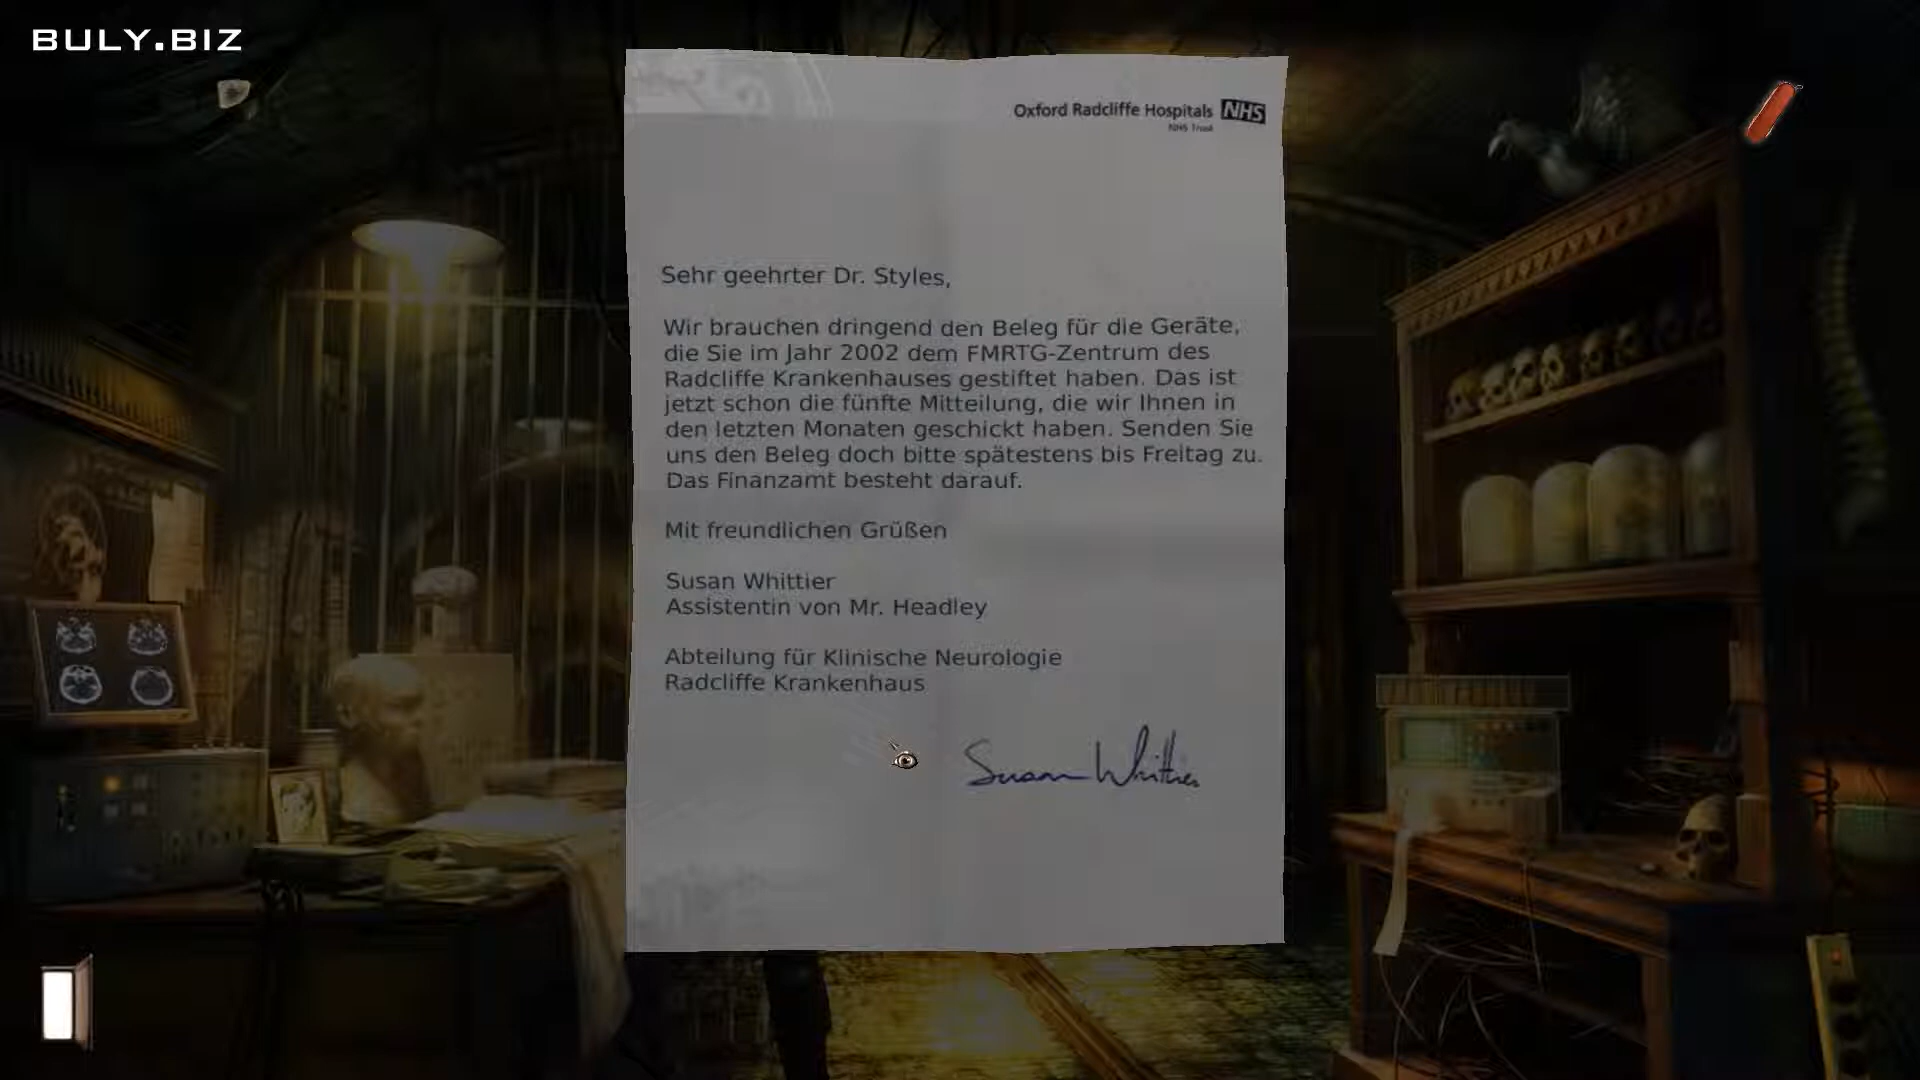 BULY.BIZ
Oxford Radcliffe Hospitals NHS
NHS Trust
Sehr geehrter Dr. Styles,
Wir brauchen dringend den Beleg für die Geräte,
die Sie im Jahr 2002 dem FMRTG-Zentrum des
Radcliffe Krankenhauses gestiftet haben. Das ist
jetzt schon die fünfte Mitteilung, die wir Ihnen in
den letzten Monaten geschickt haben. Senden Sie
uns den Beleg doch bitte spätestens bis Freitag zu.
Das Finanzamt besteht darauf.
Mit freundlichen Grüßen
Susan Whittier
Assistentin von Mr. Headley
Abteilung für Klinische Neurologie
Radcliffe Krankenhaus
Susan Whittier